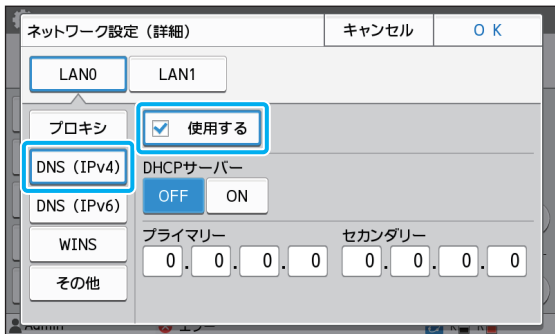 ネットワーク設定（詳細） キャンセル OK
LAN0 LAN1
プロキシ
使用する
DNS（IPv4）
DHCPサーバー
OFF ON
DNS（IPv6）
WINS
プライマリー セカンダリー
0.0.0.0 0.0.0.0
その他
Admin エラー